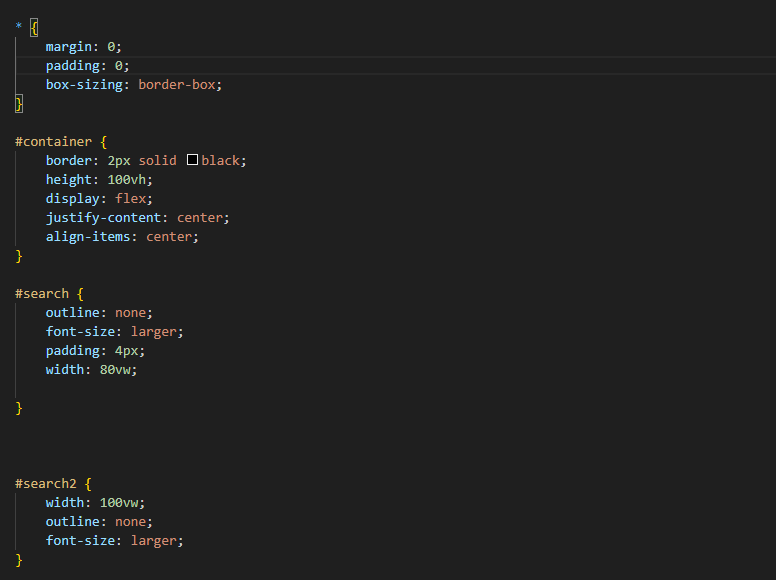 * {
    margin: 0;
    padding: 0;
    box-sizing: border-box;
}
#container {
    border: 2px solid black;
    height: 100vh;
    display: flex;
    justify-content: center;
    align-items: center;
}
#search {
    outline: none;
    font-size: larger;
    padding: 4px;
    width: 80vw;
}
#search2 {
    width: 100vw;
    outline: none;
    font-size: larger;
}